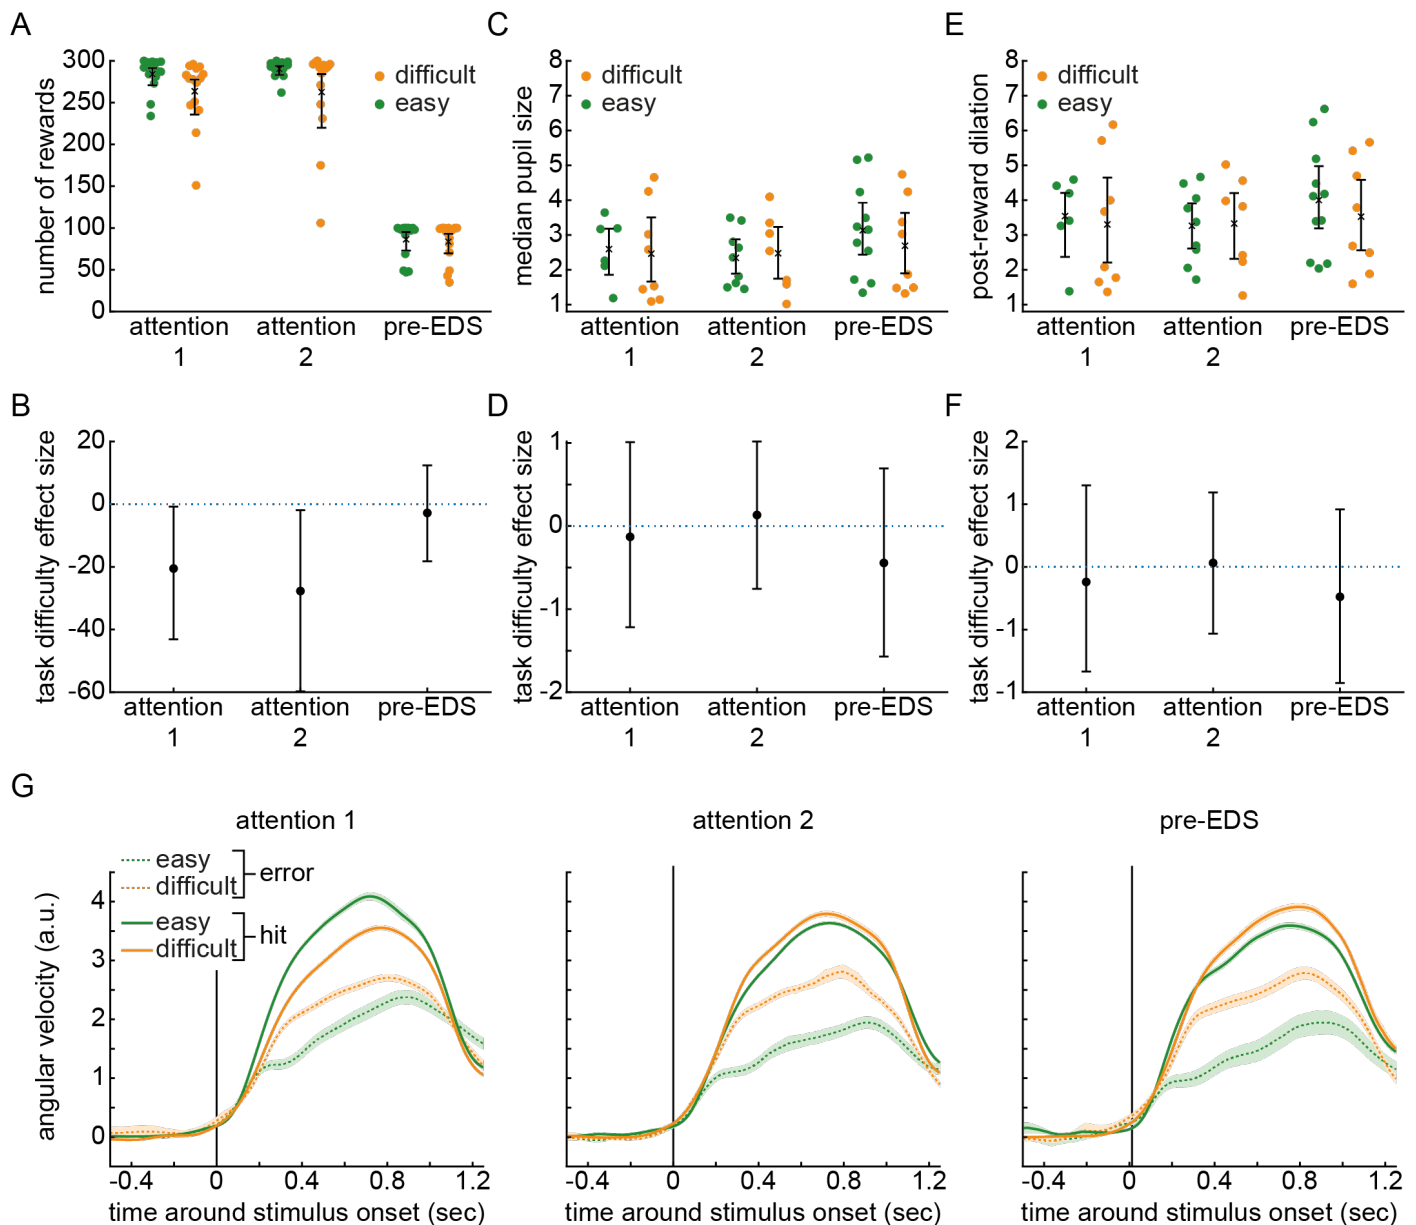 A
number of rewards
300
250
200
150
100
50
0
difficult
easy
attention 1
attention 2
pre-EDS
C
median pupil size
8
7
6
5
4
3
2
1
difficult
easy
attention 1
attention 2
pre-EDS
E
post-reward dilation
8
7
6
5
4
3
2
1
difficult
easy
attention 1
attention 2
pre-EDS
B
task difficulty effect size
20
0
-20
-40
-60
attention 1
attention 2
pre-EDS
D
task difficulty effect size
1
0
-1
-2
attention 1
attention 2
pre-EDS
F
task difficulty effect size
2
1
0
-1
-1
attention 1
attention 2
pre-EDS
G
attention 1
easy
difficult
error
easy
difficult
hit
angular velocity (a.u.)
4
3
2
1
0
-0.4 0 0.4 0.8 1.2
time around stimulus onset (sec)
attention 2
-0.4 0 0.4 0.8 1.2
time around stimulus onset (sec)
pre-EDS
-0.4 0 0.4 0.8 1.2
time around stimulus onset (sec)